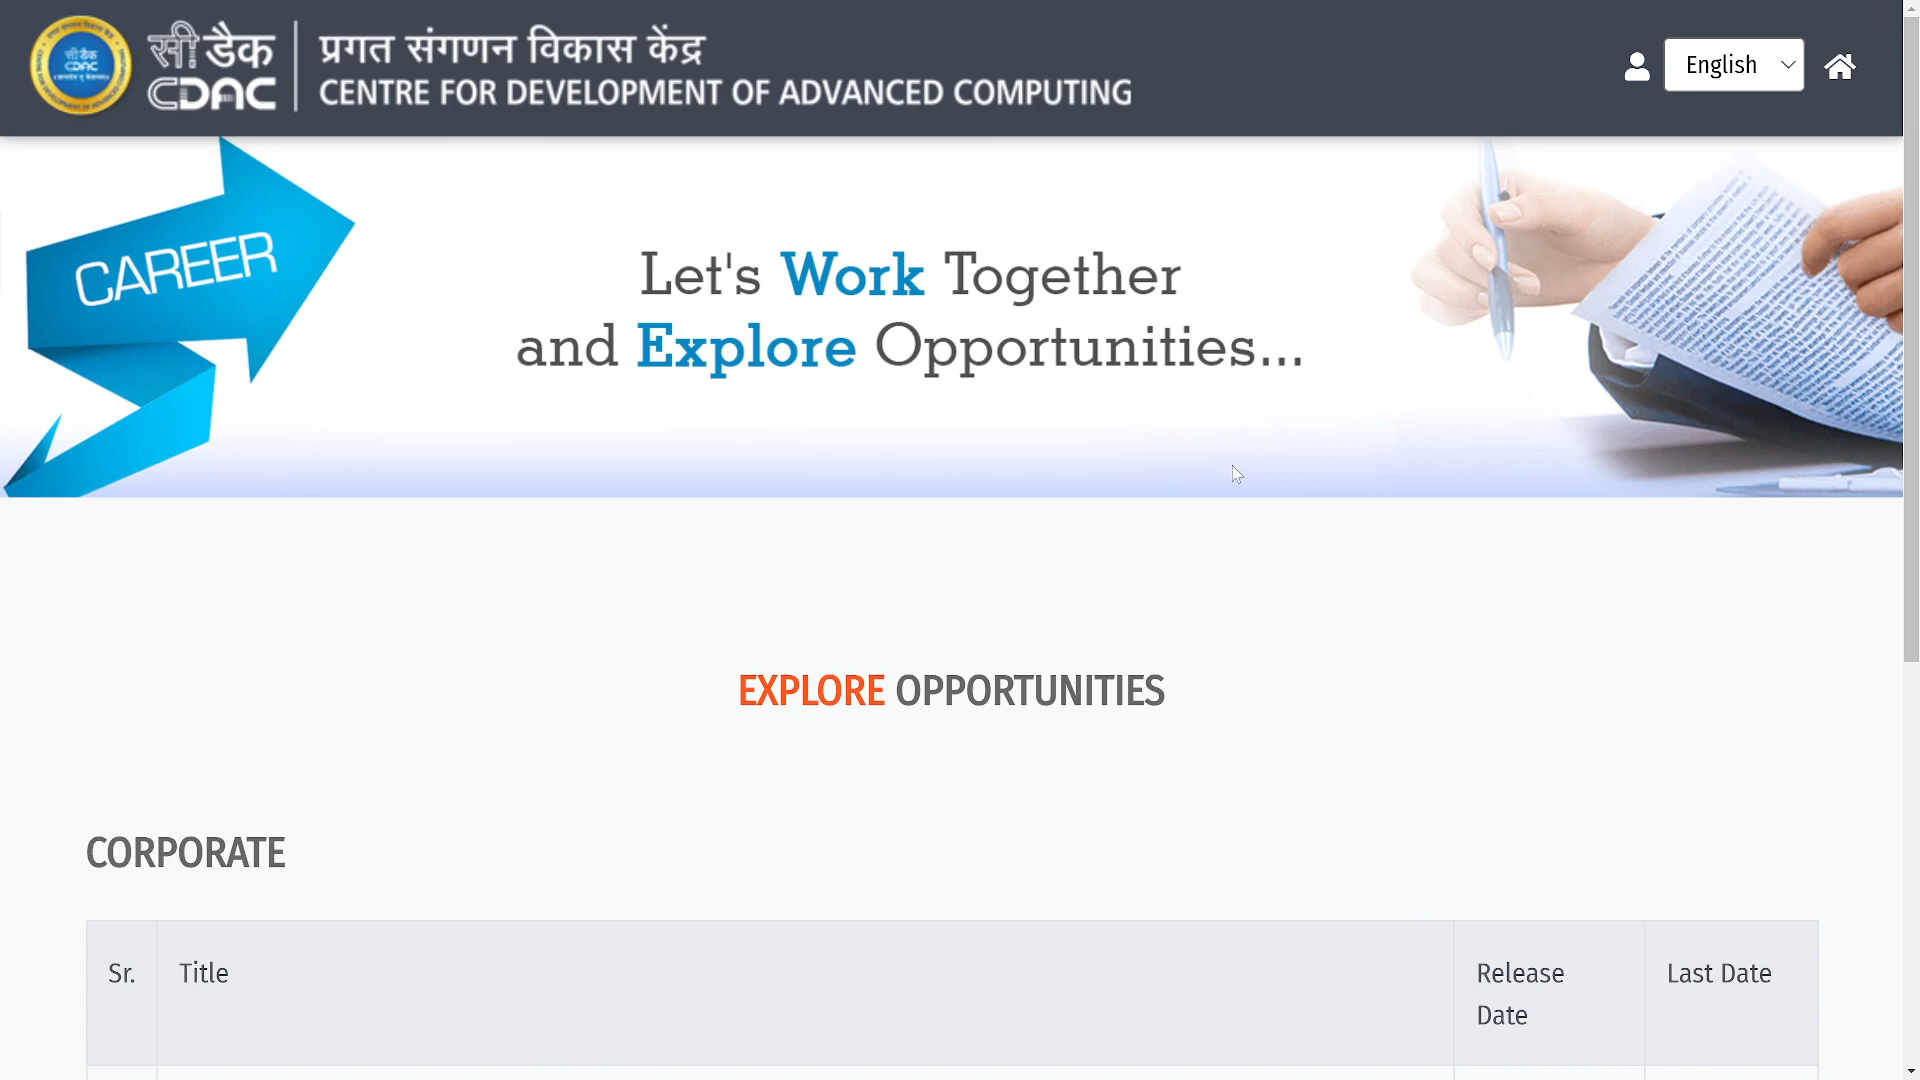 सी डैक
CDAC
प्रगत संगणन विकास केंद्र
CENTRE FOR DEVELOPMENT OF ADVANCED COMPUTING
English
CAREER
Let's Work Together
and Explore Opportunities...
EXPLORE OPPORTUNITIES
CORPORATE
Sr.
Title
Release
Date
Last Date